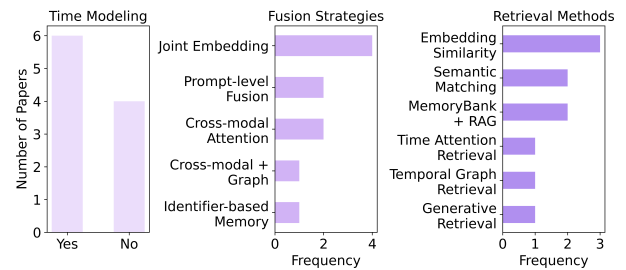 Time Modeling
Number of Papers
6
5
4
3
2
1
0
Yes
No
Fusion Strategies
Joint Embedding
Prompt-level
Fusion
Cross-modal
Attention
Cross-modal +
Graph
Identifier-based
Memory
0
2
4
Frequency
Retrieval Methods
Embedding
Similarity
Semantic
Matching
MemoryBank
+ RAG
Time Attention
Retrieval
Temporal Graph
Retrieval
Generative
Retrieval
0
1
2
3
Frequency